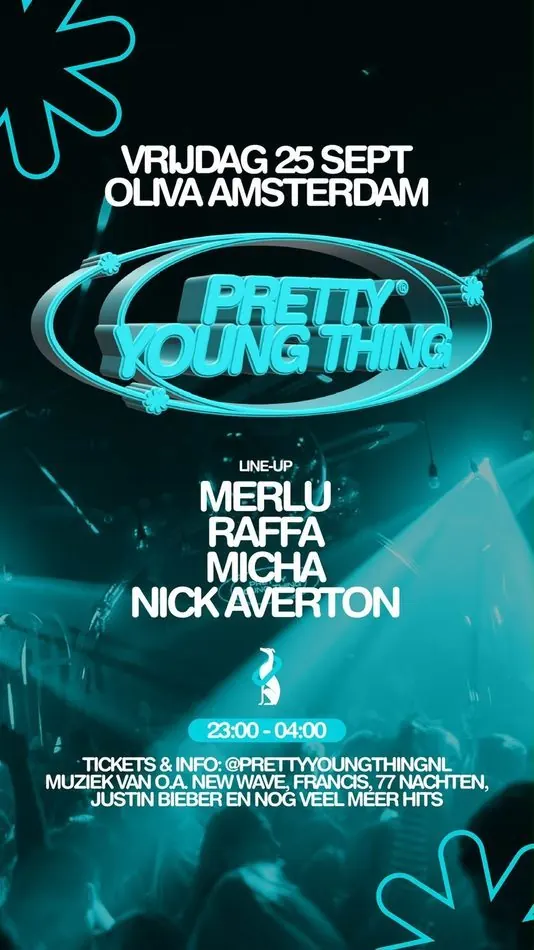 VRIJDAG 25 SEPT
OLIVA AMSTERDAM
PRETTY®
YOUNG THING
LINE-UP
MERLU
RAFFA
MICHA
NICK AVERTON
23:00 - 04:00
TICKETS & INFO: @PRETTYYOUNGTHINGNL
MUZIEK VAN O.A. NEW WAVE, FRANCIS, 77 NACHTEN,
JUSTIN BIEBER EN NOG VEEL MEER HITS